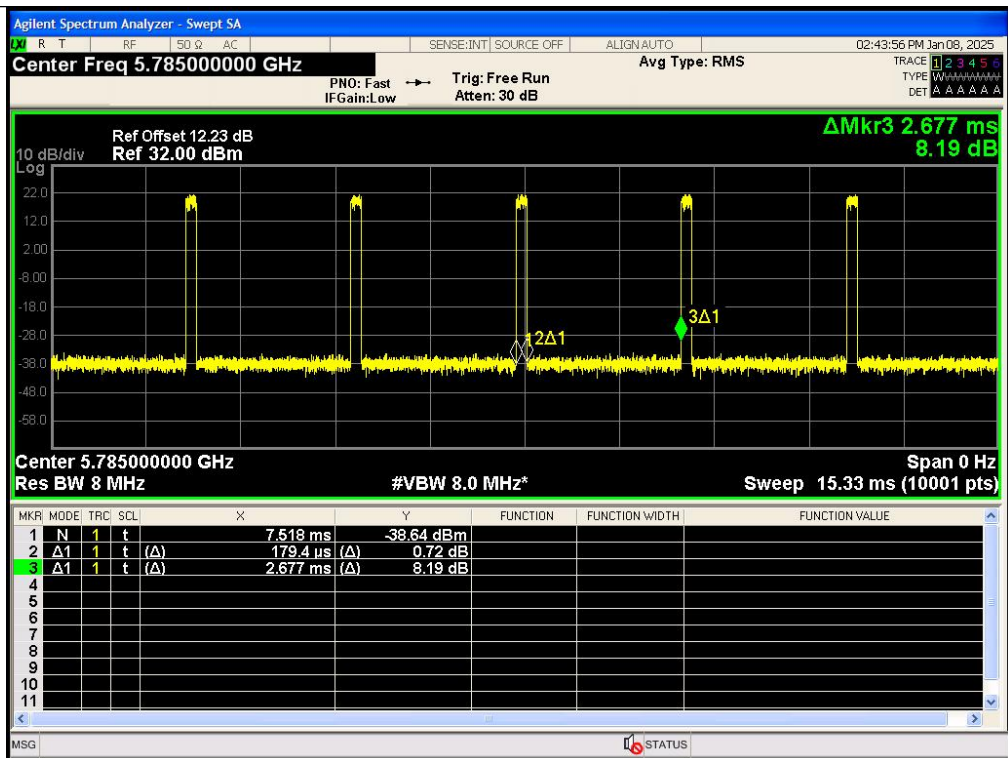 Agilent Spectrum Analyzer - Swept SA
LXI R T RF 50 Ω AC SENSE:INT SOURCE OFF ALIGN AUTO 02:43:56 PM Jan 08, 2025
Center Freq 5.785000000 GHz
PNO: Fast
IFGain:Low
Trig: Free Run
Atten: 30 dB
Avg Type: RMS
TRACE 1 2 3 4 5 6
TYPE W
DET A A A A A A
ΔMkr3 2.677 ms
8.19 dB
Ref Offset 12.23 dB
10 dB/div Ref 32.00 dBm
Log
22.0
12.0
2.00
-8.00
-18.0
3Δ1
-28.0
1 2Δ1
-38.0
-48.0
-58.0
Center 5.785000000 GHz Span 0 Hz
Res BW 8 MHz #VBW 8.0 MHz* Sweep 15.33 ms (10001 pts)
MKR MODE TRC SCL X Y FUNCTION FUNCTION WIDTH FUNCTION VALUE
1 N 1 t 7.518 ms -38.64 dBm
2 Δ1 1 t (Δ) 179.4 µs (Δ) 0.72 dB
3 Δ1 1 t (Δ) 2.677 ms (Δ) 8.19 dB
4
5
6
7
8
9
10
11
MSG STATUS